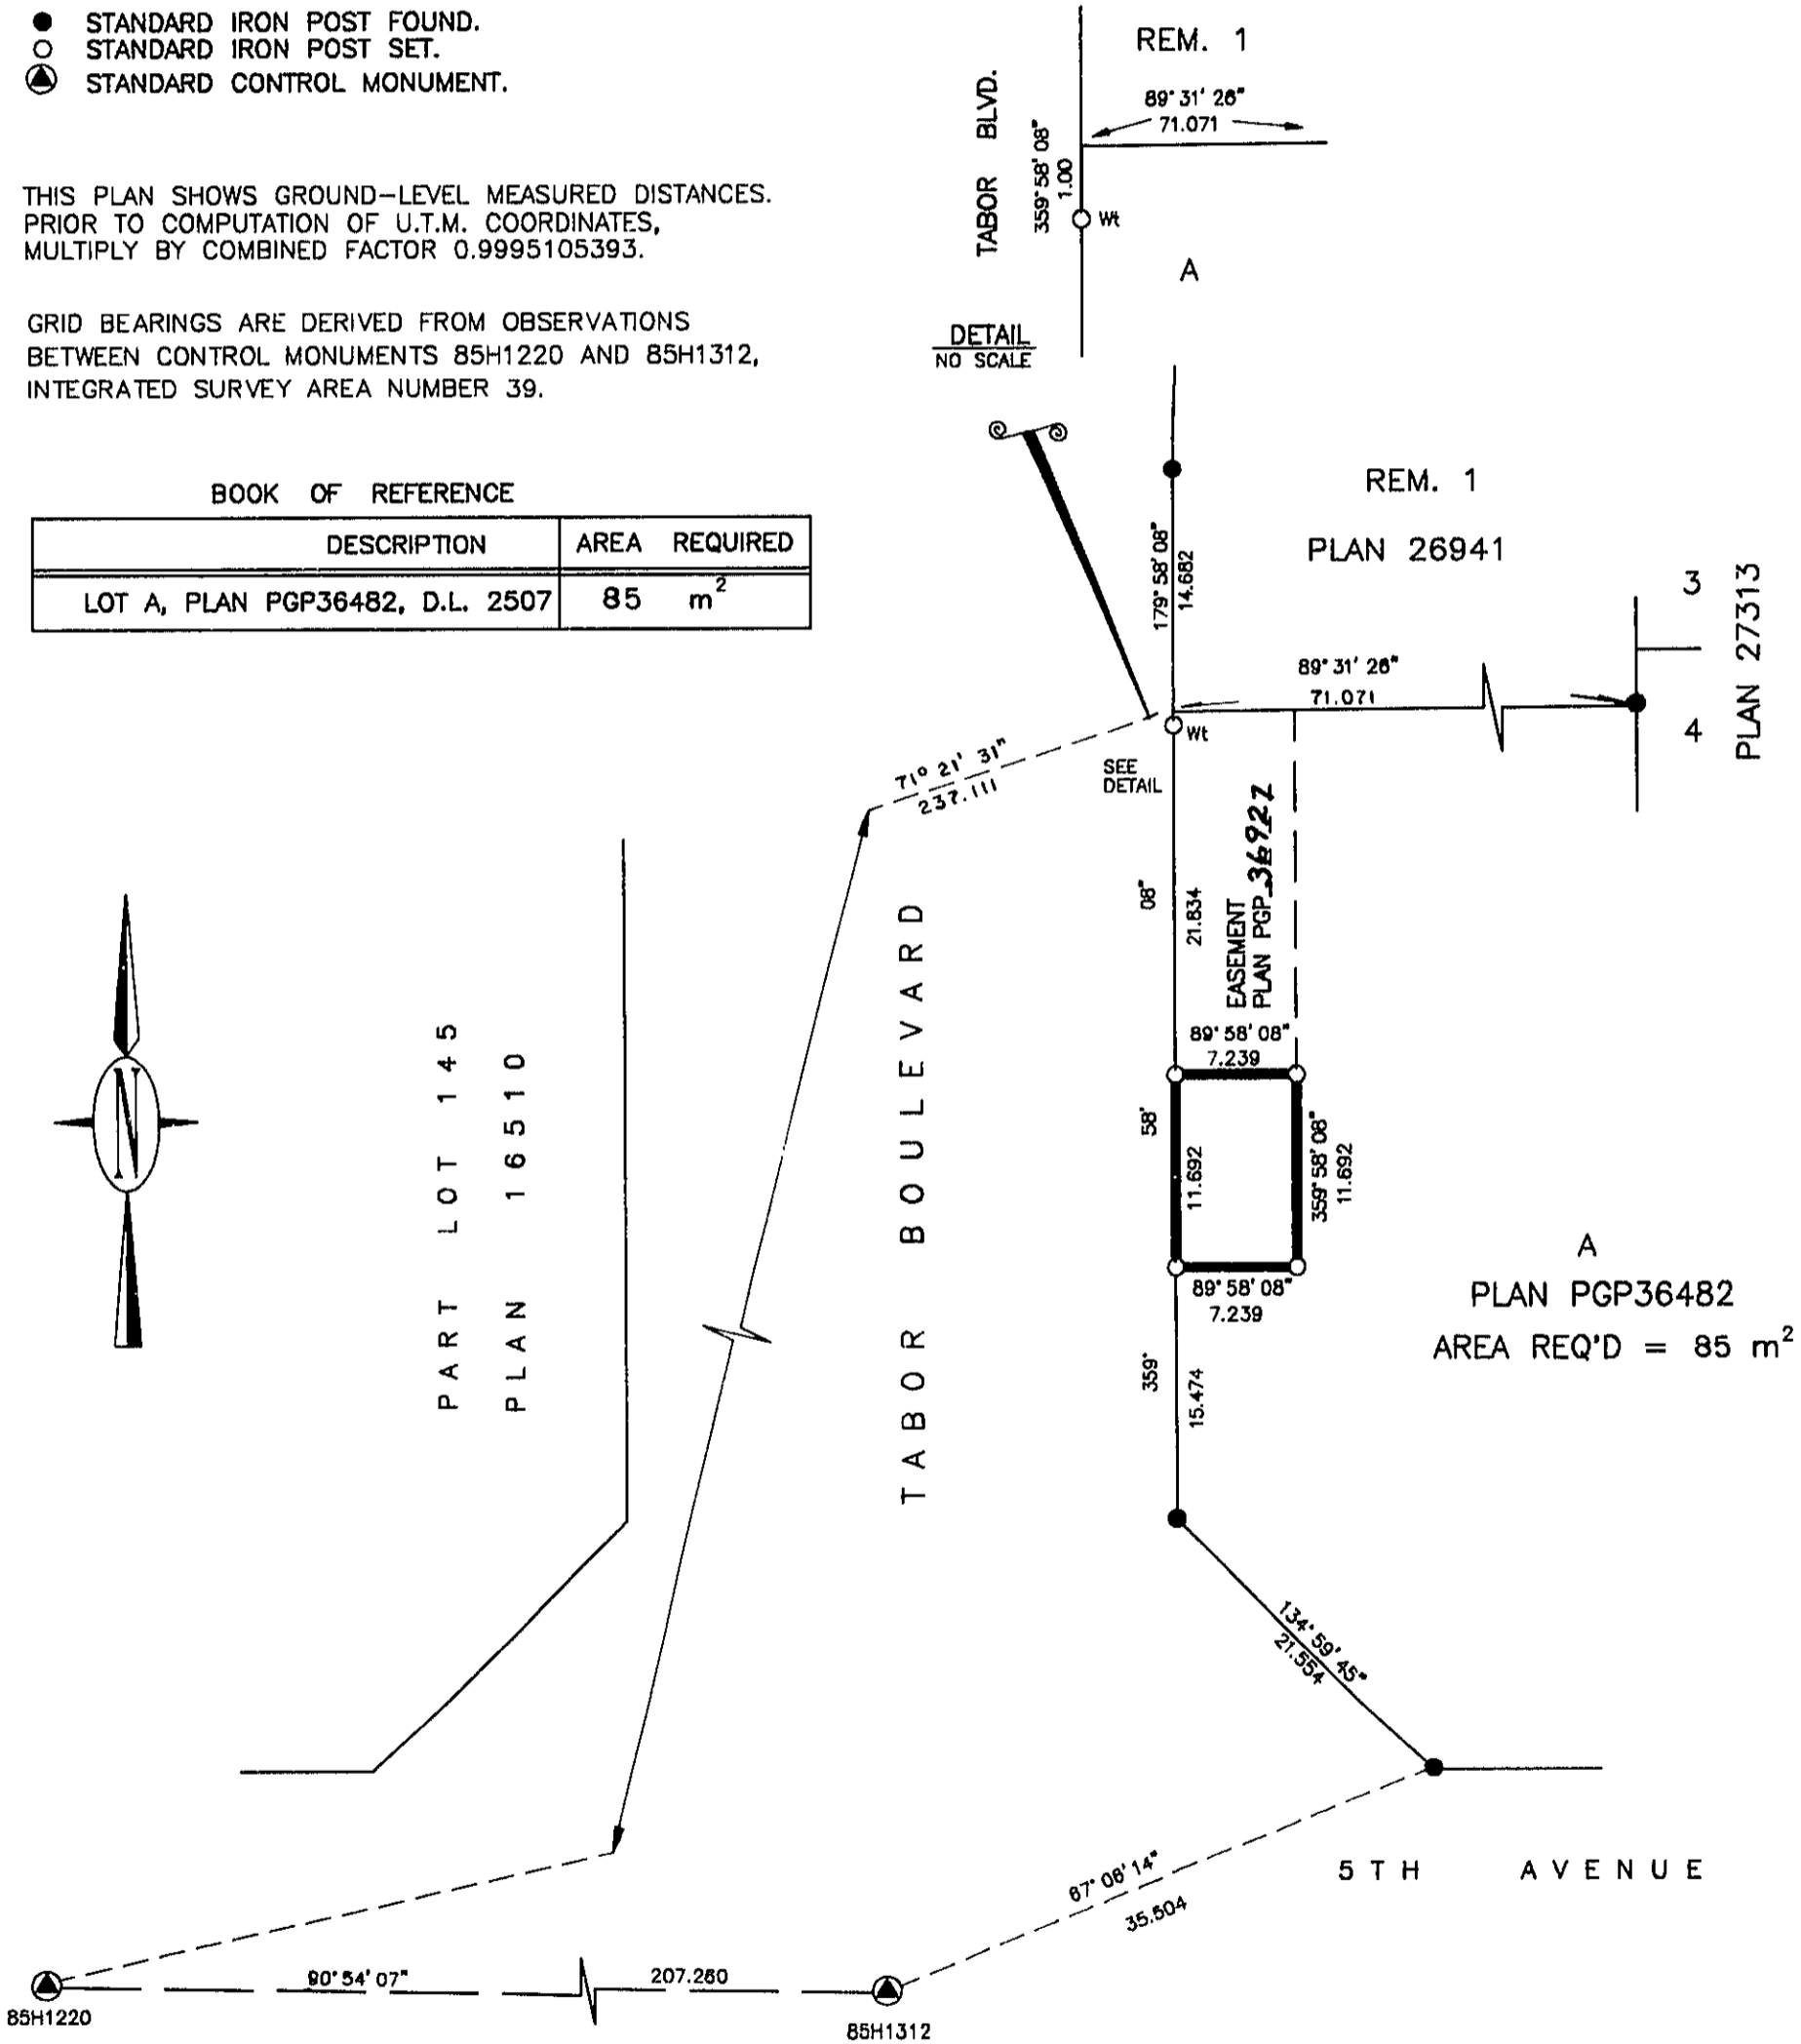 STANDARD IRON POST FOUND.
STANDARD IRON POST SET.
STANDARD CONTROL MONUMENT.
THIS PLAN SHOWS GROUND-LEVEL MEASURED DISTANCES.
PRIOR TO COMPUTATION OF U.T.M. COORDINATES,
MULTIPLY BY COMBINED FACTOR 0.9995105393.
GRID BEARINGS ARE DERIVED FROM OBSERVATIONS
BETWEEN CONTROL MONUMENTS 85H1220 AND 85H1312,
INTEGRATED SURVEY AREA NUMBER 39.
BOOK OF REFERENCE
DESCRIPTION AREA REQUIRED
LOT A, PLAN PGP36482, D.L. 2507 85 m²
REM. 1
TABOR BLVD.
89° 31' 26"
71.071
359° 58' 08"
1.00
Wt
A
DETAIL
NO SCALE
REM. 1
PLAN 26941
179° 58' 08"
14.682
3
4
PLAN 27313
89° 31' 26"
71.071
Wt
SEE
DETAIL
71° 21' 31"
237.111
359° 58' 08"
21.834
EASEMENT
PLAN PGP 36922
89° 58' 08"
7.239
11.692
359° 58' 08"
11.692
89° 58' 08"
7.239
15.474
A
PLAN PGP36482
AREA REQ'D = 85 m²
PART LOT 145
PLAN 16510
N
TABOR BOULEVARD
134° 59' 45"
21.554
67° 08' 14"
35.504
5TH AVENUE
90° 54' 07"
207.260
85H1220
85H1312